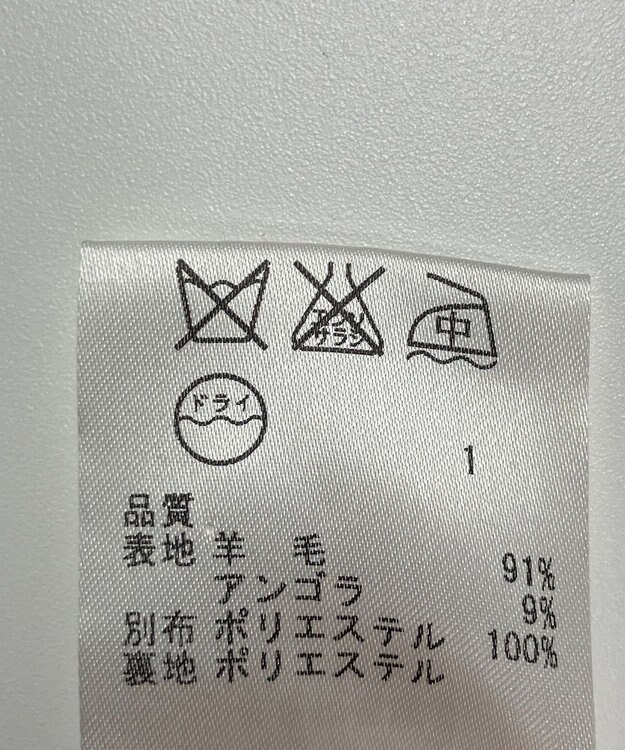 エンソ
サラシ
中
ドライ
1
品質
表地 羊 毛 91%
アンゴラ 9%
別布 ポリエステル 100%
裏地 ポリエステル